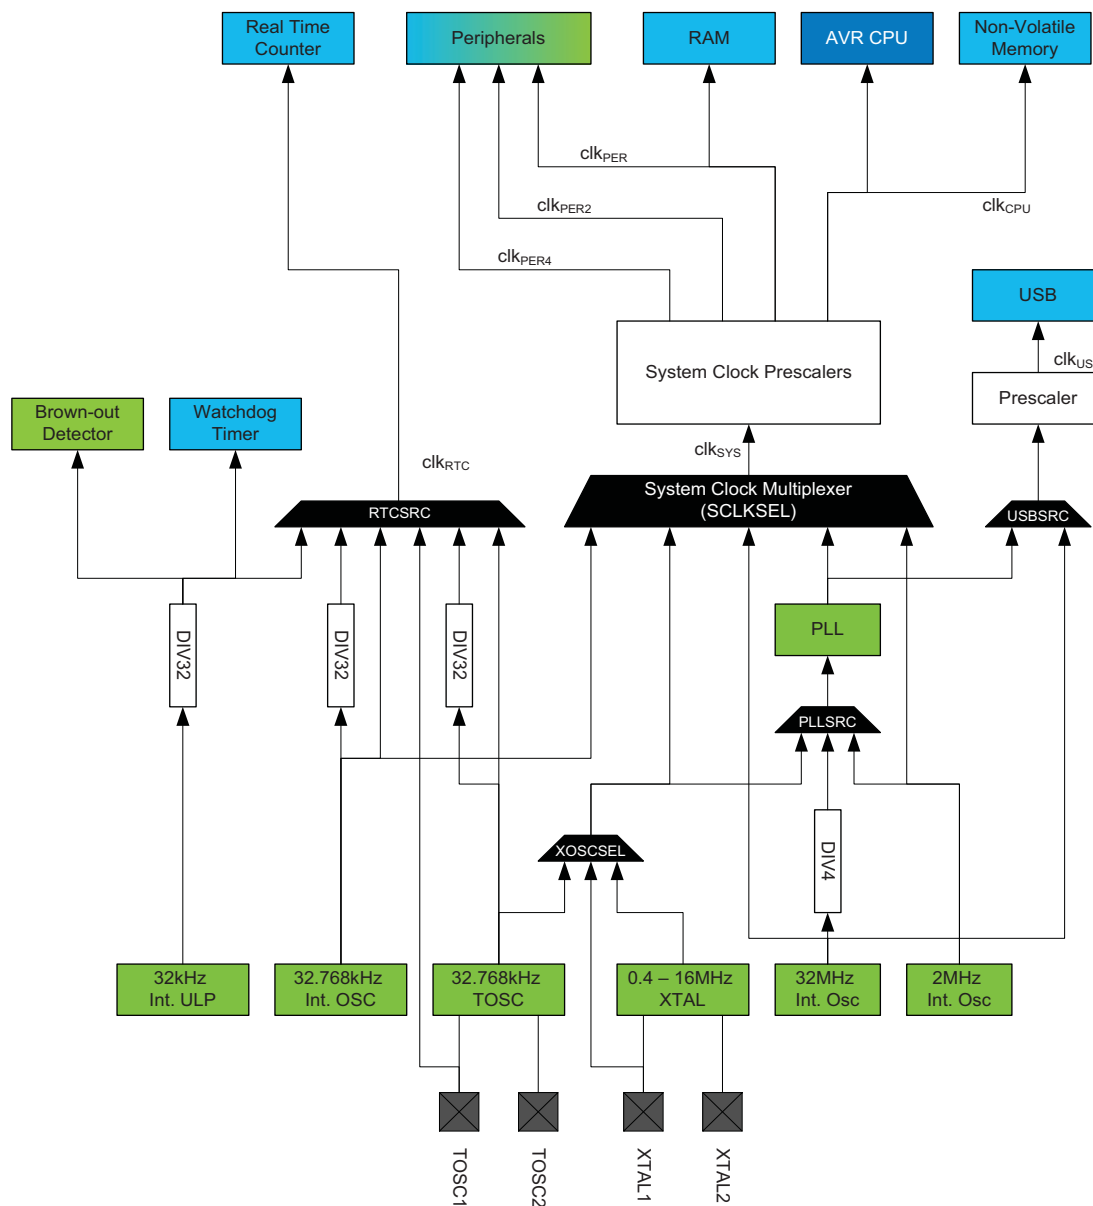 Real Time
Counter
Peripherals
RAM
AVR CPU
Non-Volatile
Memory
clkPER
clkPER2
clkCPU
clkPER4
USB
System Clock Prescalers
clkUS
Prescaler
Brown-out
Detector
Watchdog
Timer
clkRTC
clkSYS
System Clock Multiplexer
(SCLKSEL)
RTCSRC
USBSRC
DIV32
DIV32
DIV32
PLL
PLLSRC
XOSCSEL
DIV4
32kHz
Int. ULP
32.768kHz
Int. OSC
32.768kHz
TOSC
0.4 – 16MHz
XTAL
32MHz
Int. Osc
2MHz
Int. Osc
TOSC1
TOSC2
XTAL1
XTAL2